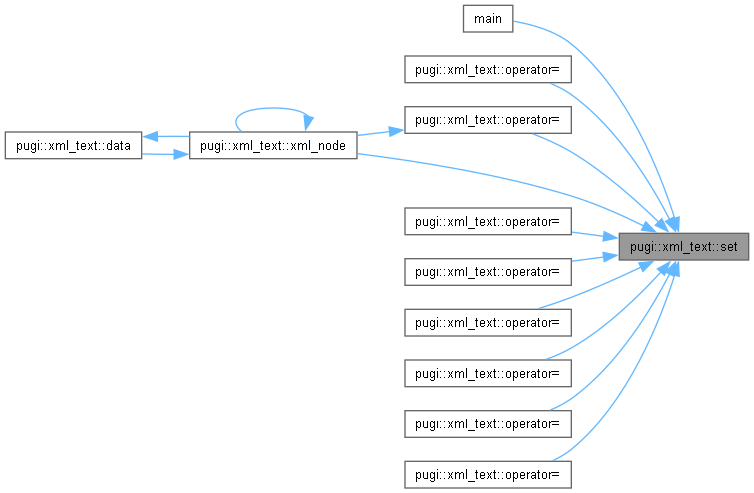 main
pugi::xml_text::operator=
pugi::xml_text::operator=
pugi::xml_text::data
pugi::xml_text::xml_node
pugi::xml_text::operator=
pugi::xml_text::set
pugi::xml_text::operator=
pugi::xml_text::operator=
pugi::xml_text::operator=
pugi::xml_text::operator=
pugi::xml_text::operator=